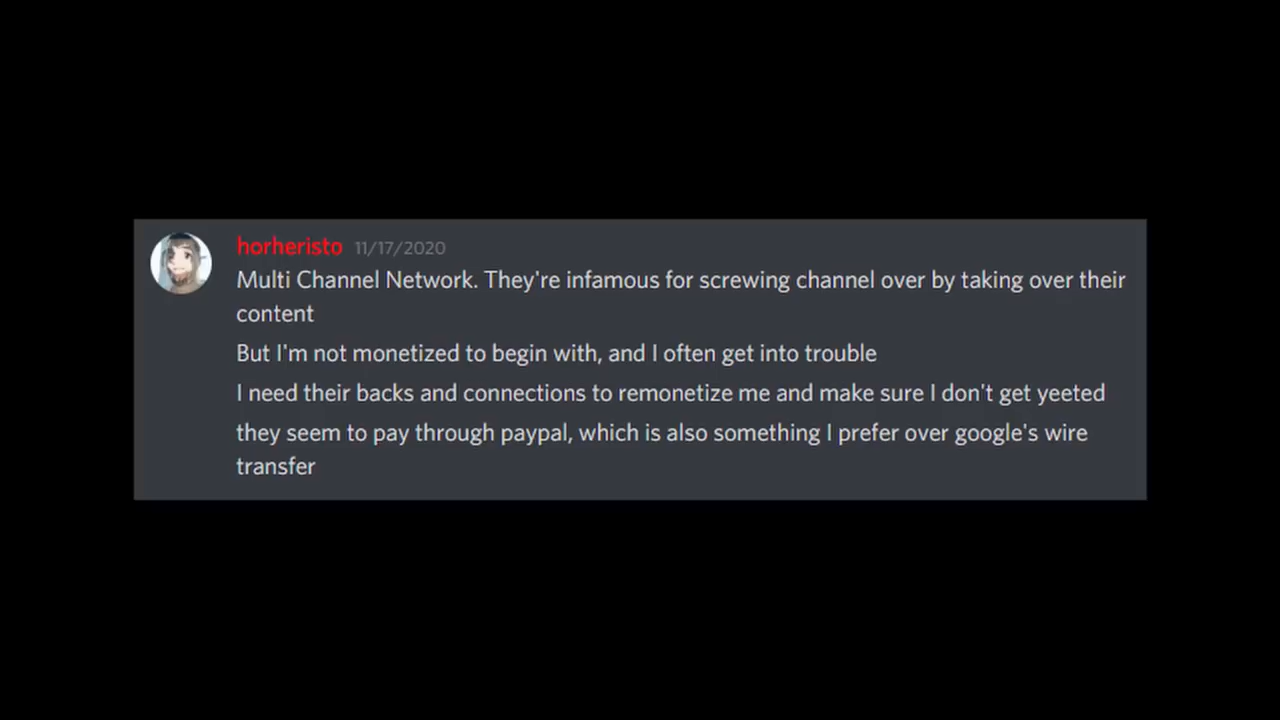 horheristo 11/17/2020
Multi Channel Network. They're infamous for screwing channel over by taking over their
content
But I'm not monetized to begin with, and I often get into trouble
I need their backs and connections to remonetize me and make sure I don't get yeeted
they seem to pay through paypal, which is also something I prefer over google's wire
transfer